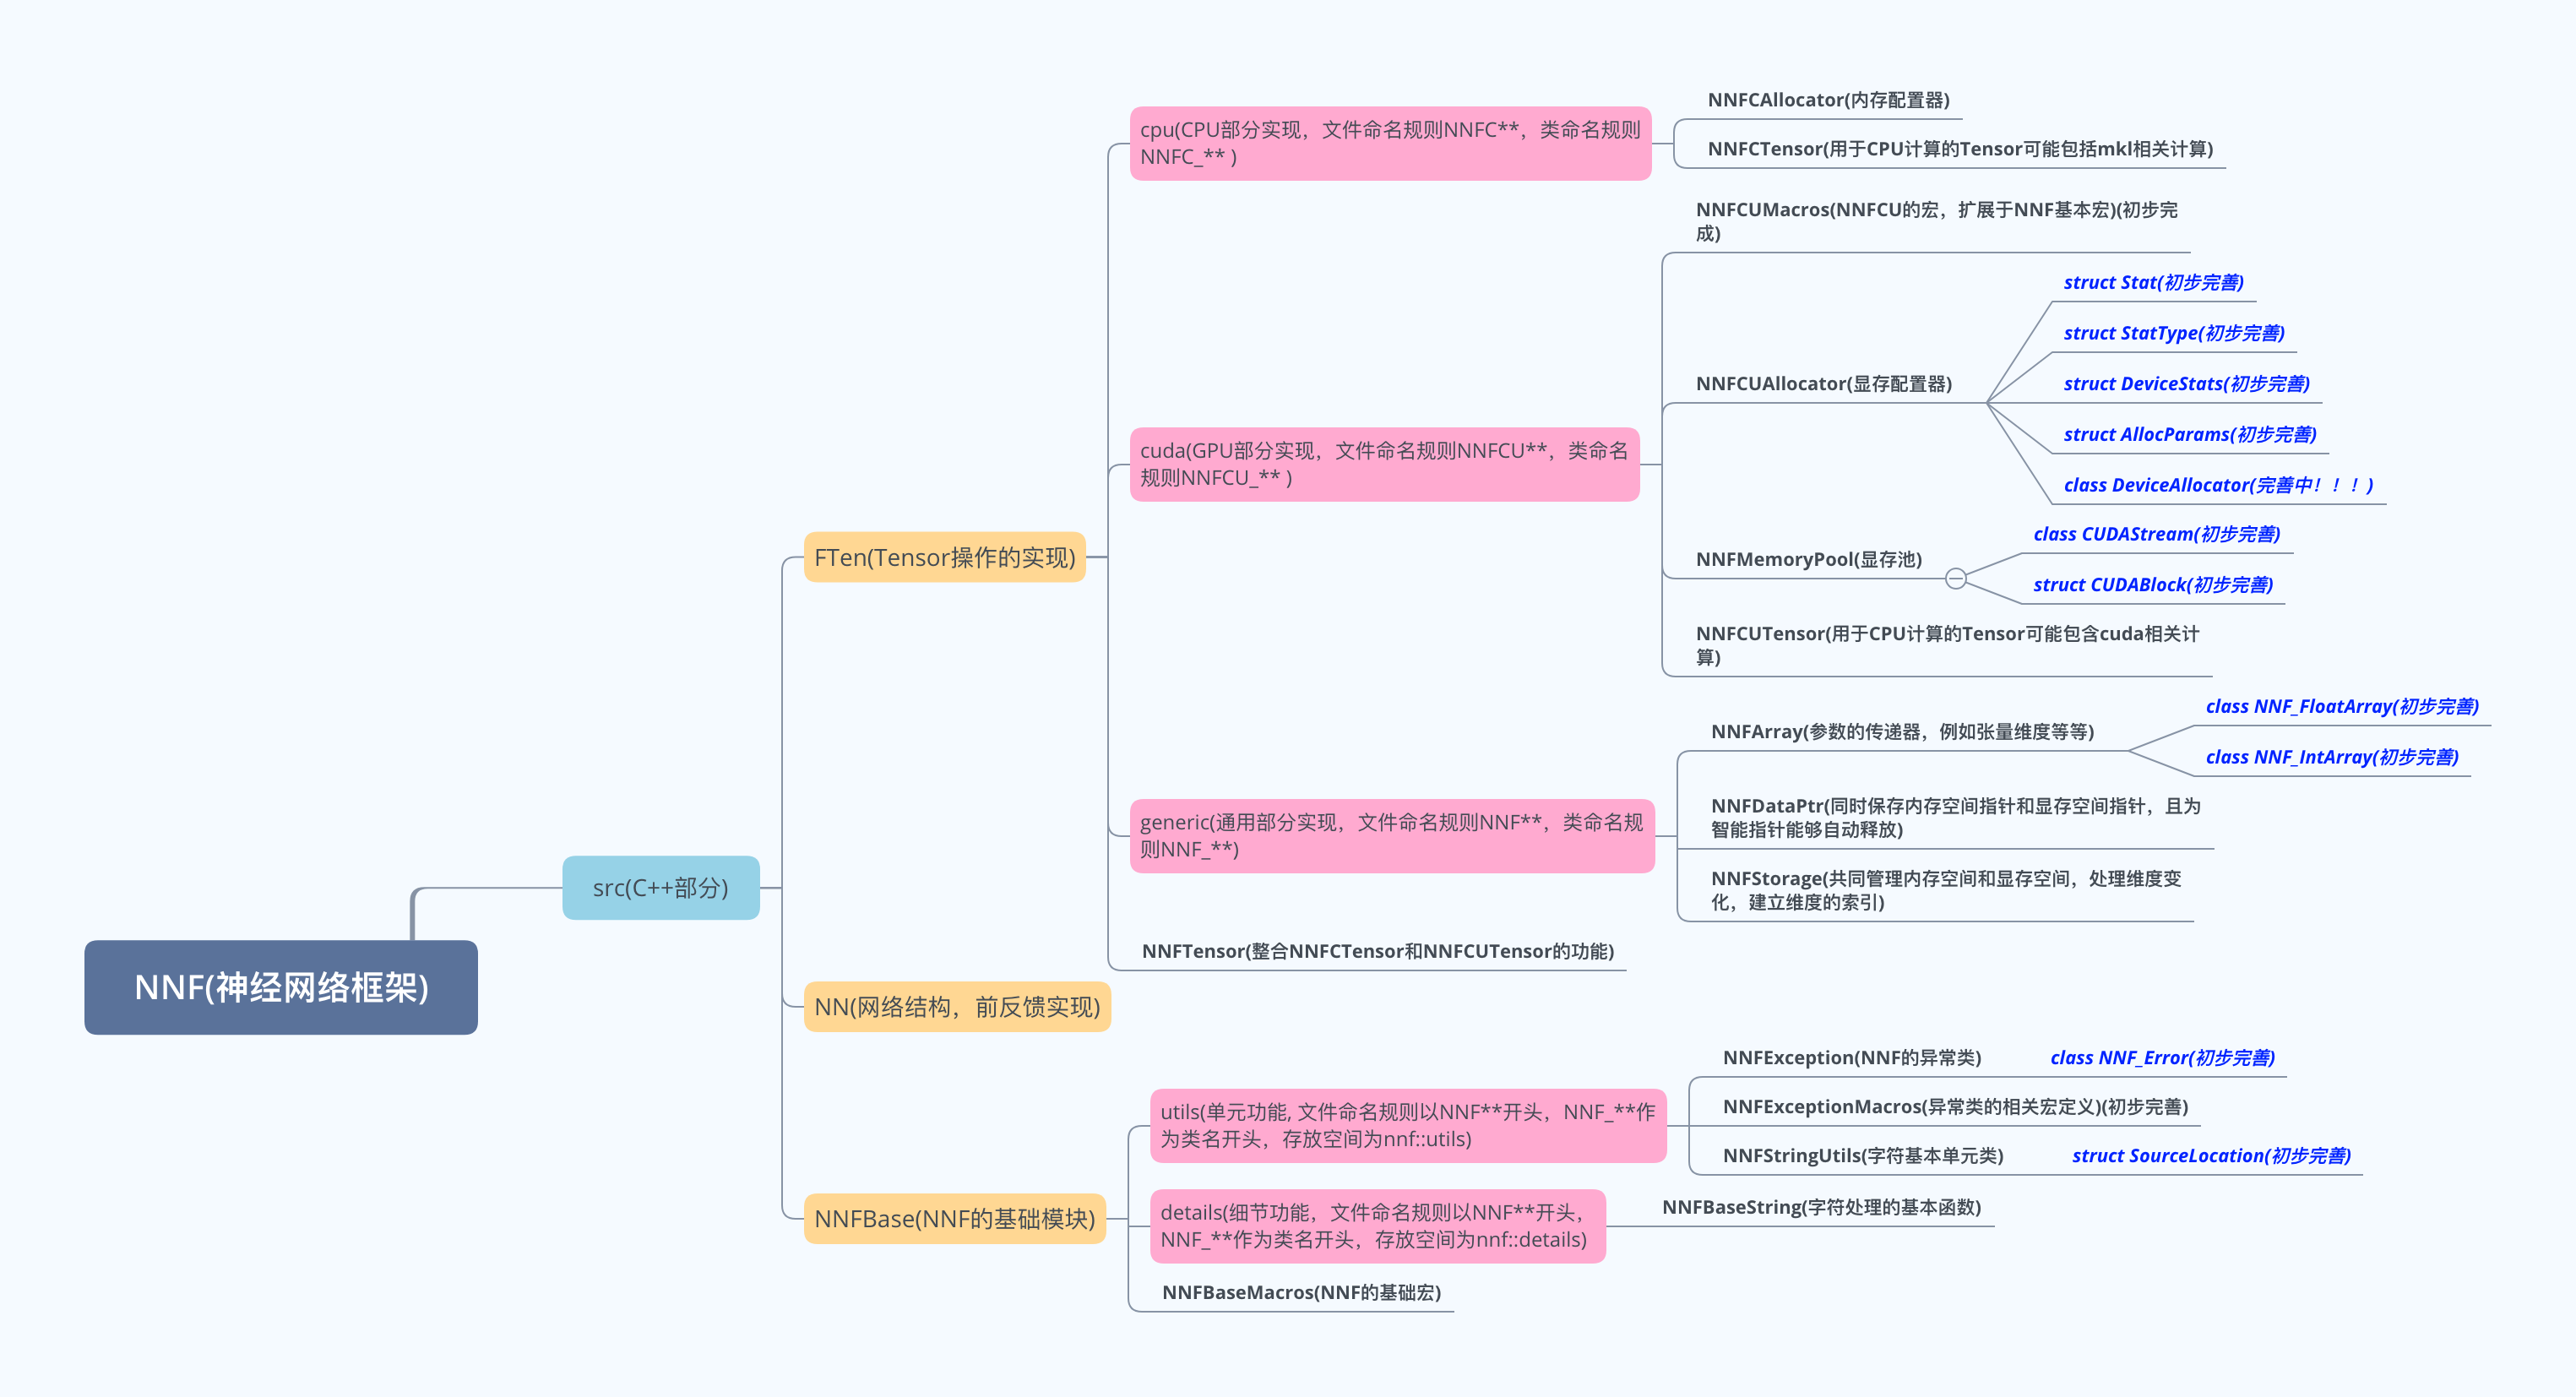 NNF(神经网络框架)
src(C++部分)
FTen(Tensor操作的实现)
cpu(CPU部分实现，文件命名规则NNFC**，类命名规则
NNFC_** )
NNFCAllocator(内存配置器)
NNFCTensor(用于CPU计算的Tensor可能包括mkl相关计算)
cuda(GPU部分实现，文件命名规则NNFCU**，类命名
规则NNFCU_** )
NNFCUMacros(NNFCU的宏，扩展于NNF基本宏)(初步完
成)
NNFCUAllocator(显存配置器)
struct Stat(初步完善)
struct StatType(初步完善)
struct DeviceStats(初步完善)
struct AllocParams(初步完善)
class DeviceAllocator(完善中！！！)
NNFMemoryPool(显存池)
class CUDAStream(初步完善)
struct CUDABlock(初步完善)
NNFCUTensor(用于CPU计算的Tensor可能包含cuda相关计
算)
generic(通用部分实现，文件命名规则NNF**，类命名规
则NNF_**)
NNFArray(参数的传递器，例如张量维度等等)
class NNF_FloatArray(初步完善)
class NNF_IntArray(初步完善)
NNFDataPtr(同时保存内存空间指针和显存空间指针，且为
智能指针能够自动释放)
NNFStorage(共同管理内存空间和显存空间，处理维度变
化，建立维度的索引)
NNFTensor(整合NNFCTensor和NNFCUTensor的功能)
NN(网络结构，前反馈实现)
NNFBase(NNF的基础模块)
utils(单元功能, 文件命名规则以NNF**开头，NNF_**作
为类名开头，存放空间为nnf::utils)
NNFException(NNF的异常类)
class NNF_Error(初步完善)
NNFExceptionMacros(异常类的相关宏定义)(初步完善)
NNFStringUtils(字符基本单元类)
struct SourceLocation(初步完善)
details(细节功能，文件命名规则以NNF**开头，
NNF_**作为类名开头，存放空间为nnf::details)
NNFBaseString(字符处理的基本函数)
NNFBaseMacros(NNF的基础宏)